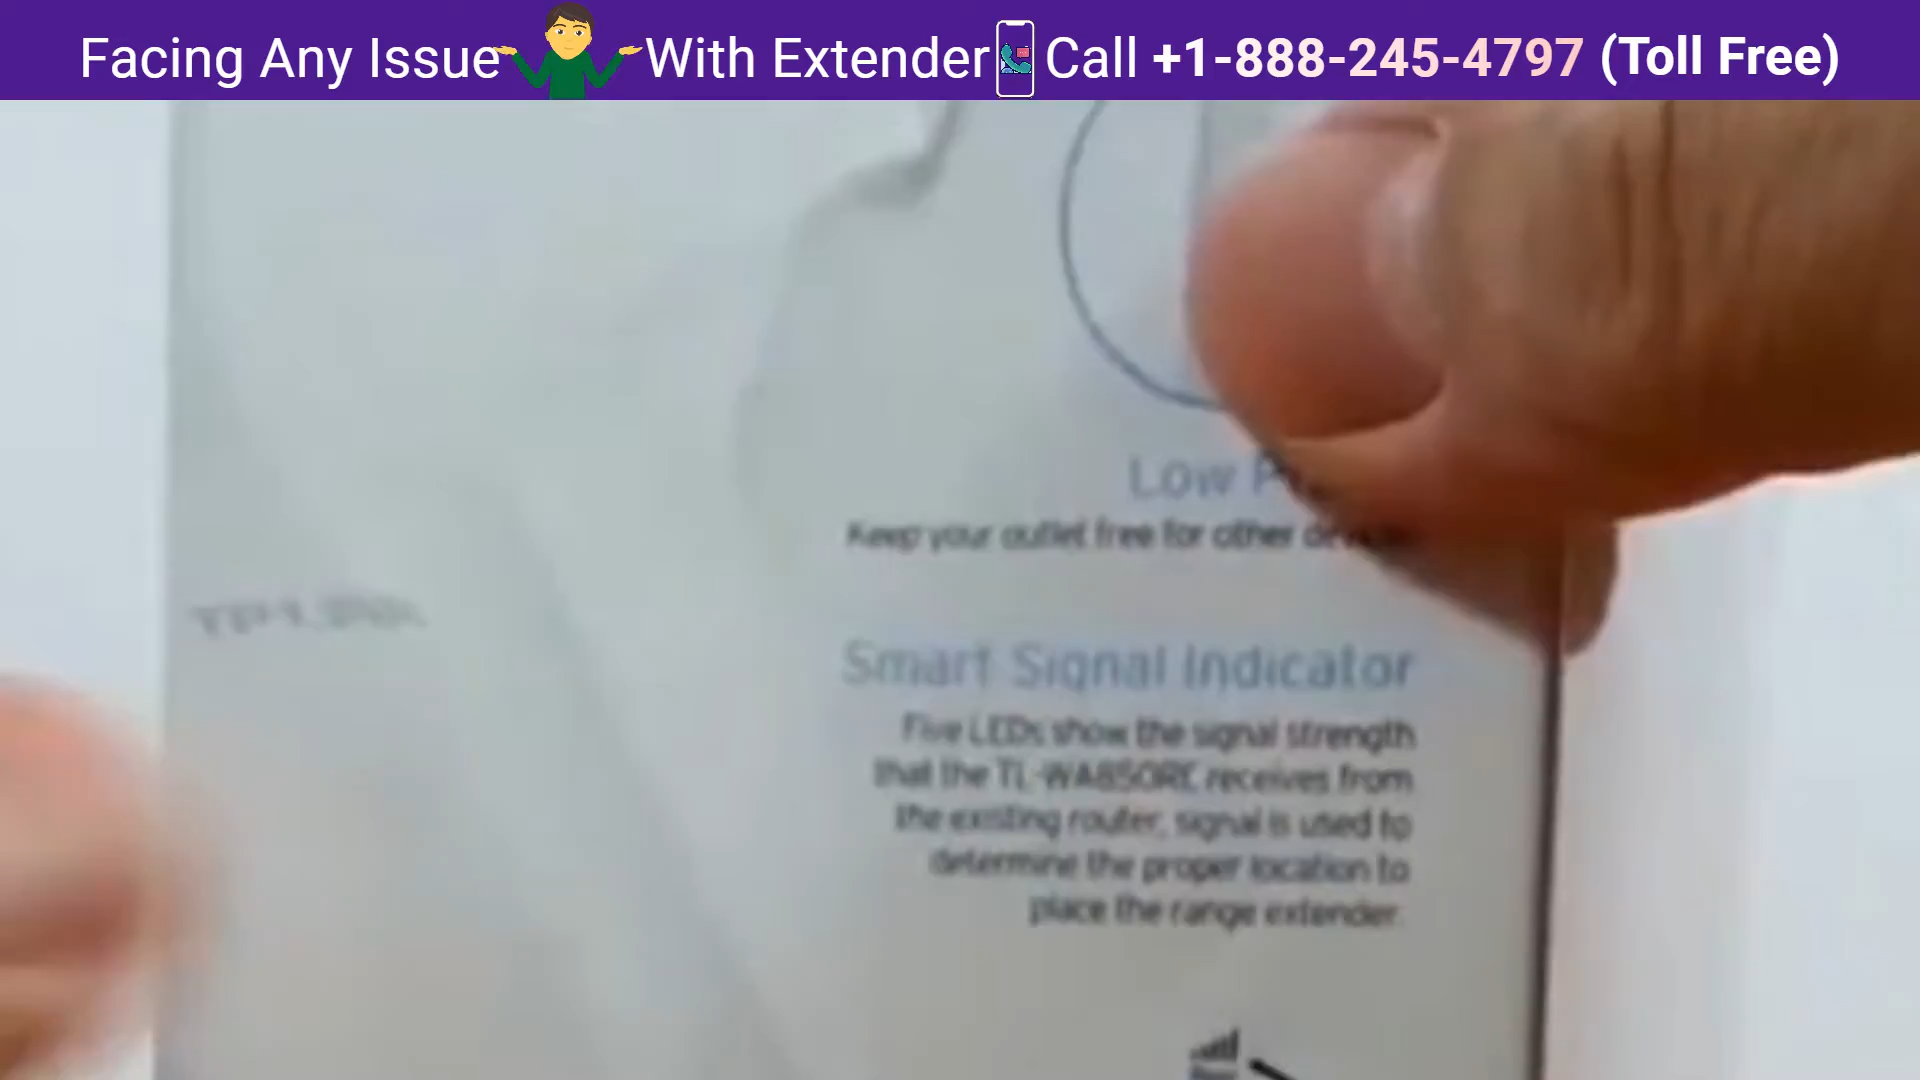 Facing Any Issue With Extender Call +1-888-245-4797 (Toll Free)
Low
Keep your outlet free for other
Smart Signal Indicator
Five LEDs show the signal strength
that the TL-WA850RE receives from
the existing router, signal is used to
determine the proper location to
place the range extender.